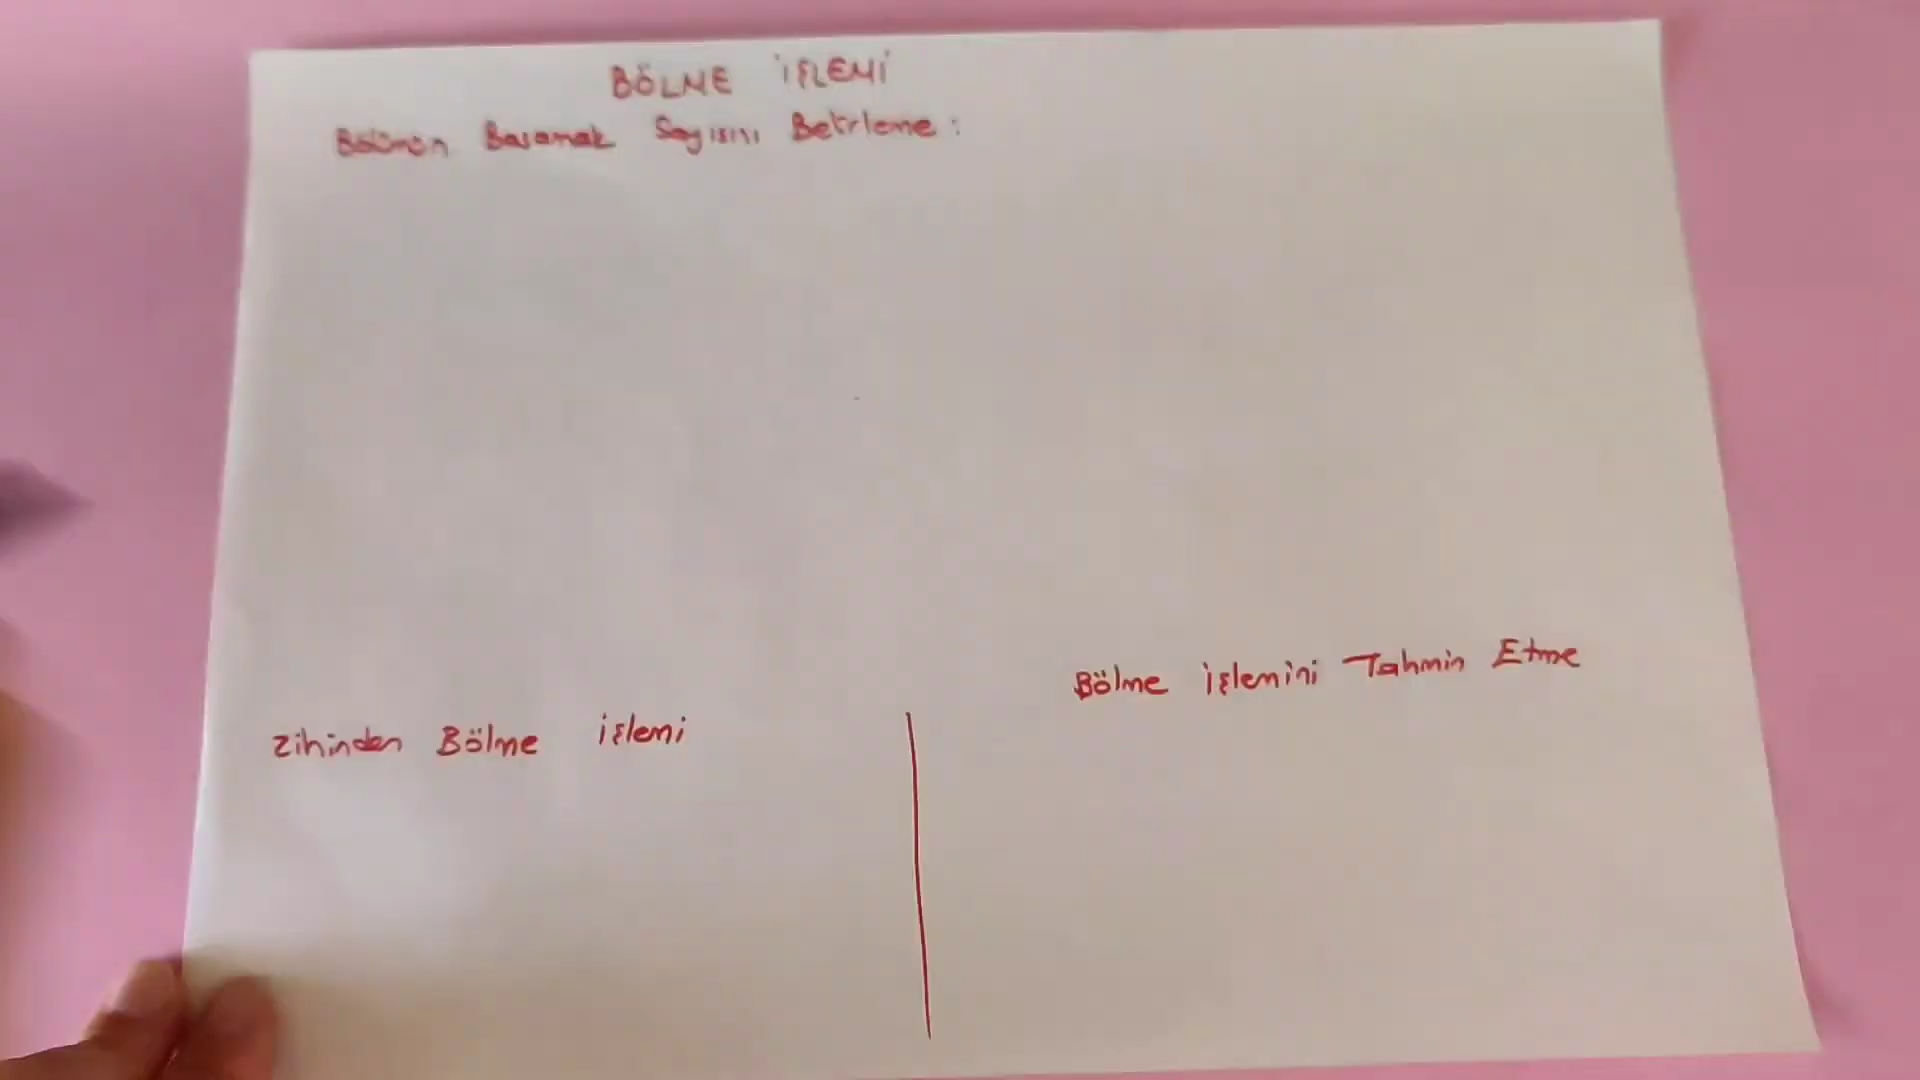 BÖLME İŞLEMİ
Bölümün Basamak Sayısını Belirleme:
Bölme işlemini Tahmin Etme
Zihinden Bölme işlemi